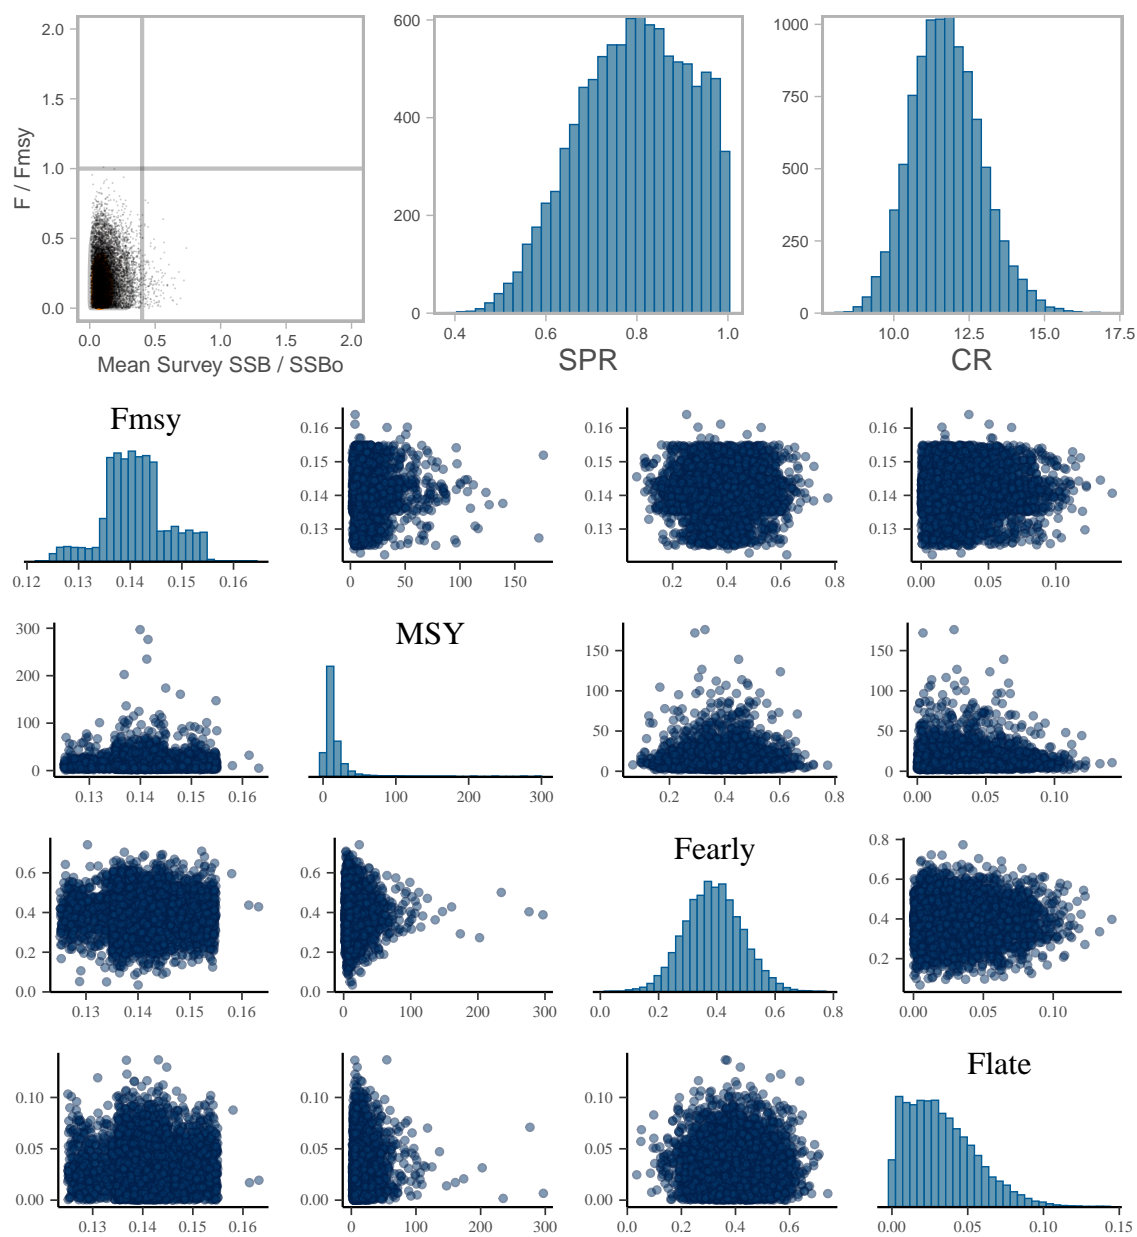 2.0
1.5
1.0
0.5
0.0
F / Fmsy
0.0 0.5 1.0 1.5 2.0
Mean Survey SSB / SSBo
600
400
200
0
0.4 0.6 0.8 1.0
SPR
1000
750
500
250
0
10.0 12.5 15.0 17.5
CR
Fmsy
0.12 0.13 0.14 0.15 0.16
0.16
0.15
0.14
0.13
0 50 100 150
0.16
0.15
0.14
0.13
0.2 0.4 0.6 0.8
0.16
0.15
0.14
0.13
0.00 0.05 0.10
300
200
100
0
0.13 0.14 0.15 0.16
MSY
0 100 200 300
150
100
50
0
0.2 0.4 0.6 0.8
150
100
50
0
0.00 0.05 0.10
0.6
0.4
0.2
0.0
0.13 0.14 0.15 0.16
0.6
0.4
0.2
0.0
0 100 200 300
Fearly
0.0 0.2 0.4 0.6 0.8
0.8
0.6
0.4
0.2
0.00 0.05 0.10
0.10
0.05
0.00
0.13 0.14 0.15 0.16
0.10
0.05
0.00
0 100 200 300
0.10
0.05
0.00
0.0 0.2 0.4 0.6
Flate
0.00 0.05 0.10 0.15